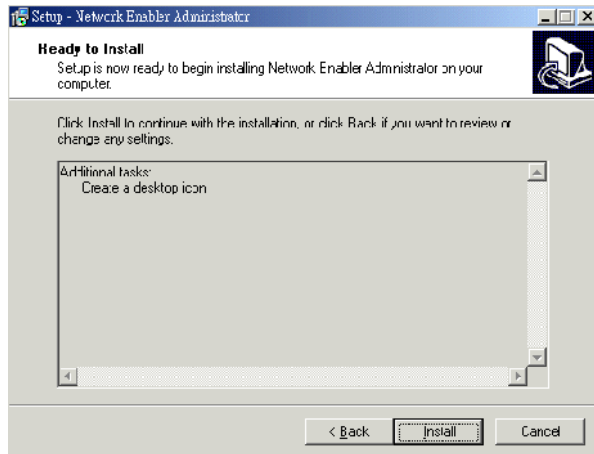 Setup - Network Enabler Administrator
Ready to Install
Setup is now ready to begin installing Network Enabler Administrator on your
computer.
Click Install to continue with the installation, or click Back if you want to review or
change any settings.
Additional tasks:
Create a desktop icon
< Back
Install
Cancel